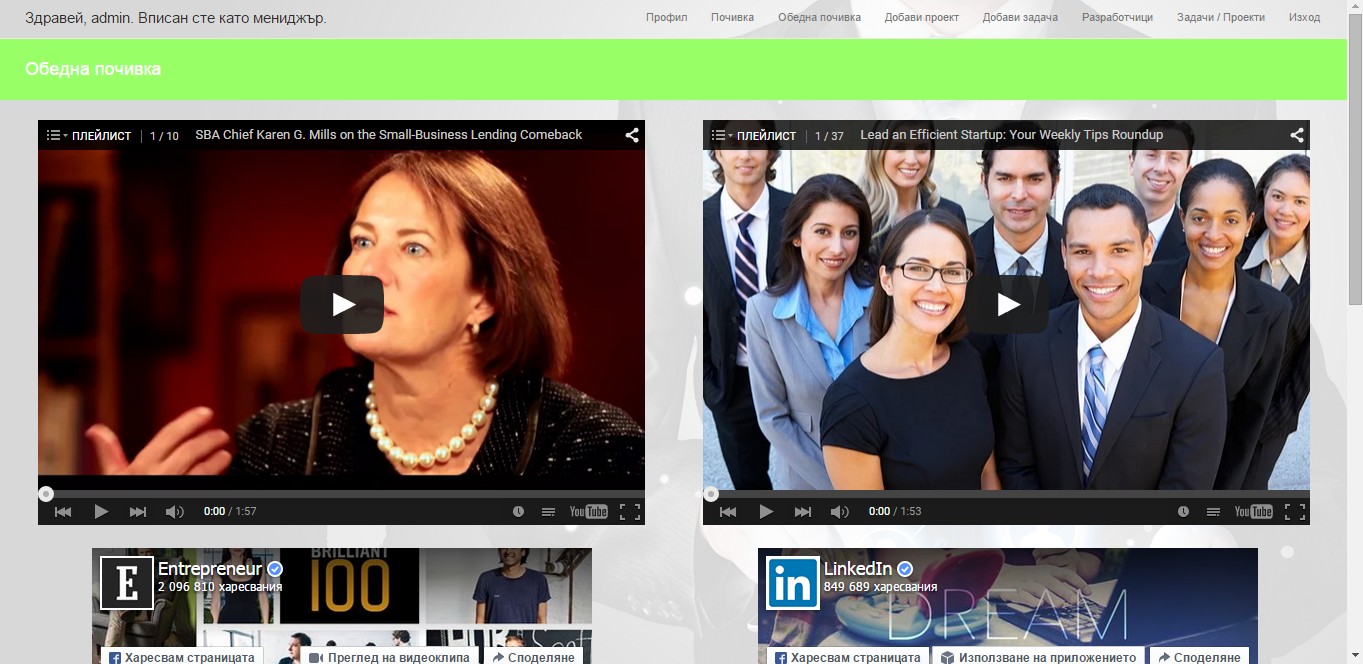 Здравей, admin. Вписан сте като мениджър.
Профил Почивка Обедна почивка Добави проект Добави задача Разработчици Задачи / Проекти Изход
Обедна почивка
ПЛЕЙЛИСТ 1 / 10 SBA Chief Karen G. Mills on the Small-Business Lending Comeback
0:00 / 1:57
YouTube
ПЛЕЙЛИСТ 1 / 37 Lead an Efficient Startup: Your Weekly Tips Roundup
0:00 / 1:53
YouTube
BRILLIANT
100
E
Entrepreneur
2 096 810 харесвания
Харесвам страницата Преглед на видеоклипа Споделяне
in
LinkedIn
849 689 харесвания
DREAM
Харесвам страницата Използване на приложението Споделяне